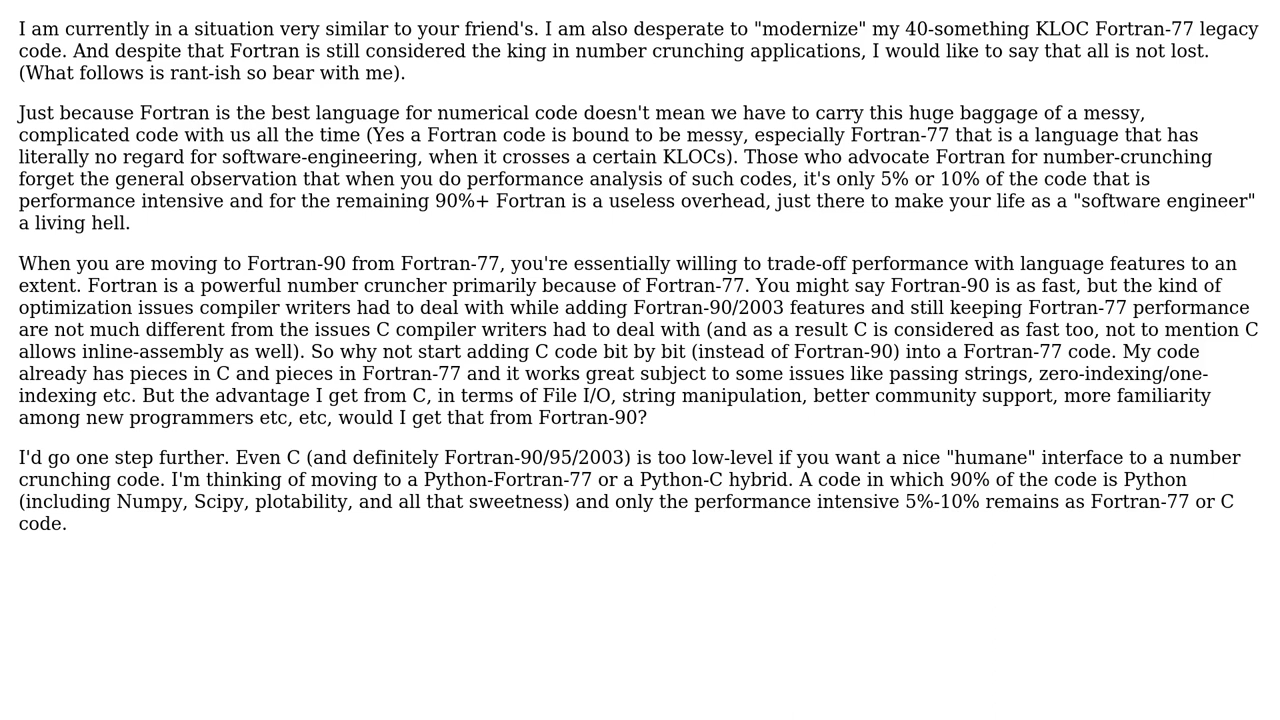 I am currently in a situation very similar to your friend's. I am also desperate to "modernize" my 40-something KLOC Fortran-77 legacy
code. And despite that Fortran is still considered the king in number crunching applications, I would like to say that all is not lost.
(What follows is rant-ish so bear with me).
Just because Fortran is the best language for numerical code doesn't mean we have to carry this huge baggage of a messy,
complicated code with us all the time (Yes a Fortran code is bound to be messy, especially Fortran-77 that is a language that has
literally no regard for software-engineering, when it crosses a certain KLOCs). Those who advocate Fortran for number-crunching
forget the general observation that when you do performance analysis of such codes, it's only 5% or 10% of the code that is
performance intensive and for the remaining 90%+ Fortran is a useless overhead, just there to make your life as a "software engineer"
a living hell.
When you are moving to Fortran-90 from Fortran-77, you're essentially willing to trade-off performance with language features to an
extent. Fortran is a powerful number cruncher primarily because of Fortran-77. You might say Fortran-90 is as fast, but the kind of
optimization issues compiler writers had to deal with while adding Fortran-90/2003 features and still keeping Fortran-77 performance
are not much different from the issues C compiler writers had to deal with (and as a result C is considered as fast too, not to mention C
allows inline-assembly as well). So why not start adding C code bit by bit (instead of Fortran-90) into a Fortran-77 code. My code
already has pieces in C and pieces in Fortran-77 and it works great subject to some issues like passing strings, zero-indexing/one-
indexing etc. But the advantage I get from C, in terms of File I/O, string manipulation, better community support, more familiarity
among new programmers etc, etc, would I get that from Fortran-90?
I'd go one step further. Even C (and definitely Fortran-90/95/2003) is too low-level if you want a nice "humane" interface to a number
crunching code. I'm thinking of moving to a Python-Fortran-77 or a Python-C hybrid. A code in which 90% of the code is Python
(including Numpy, Scipy, plotability, and all that sweetness) and only the performance intensive 5%-10% remains as Fortran-77 or C
code.